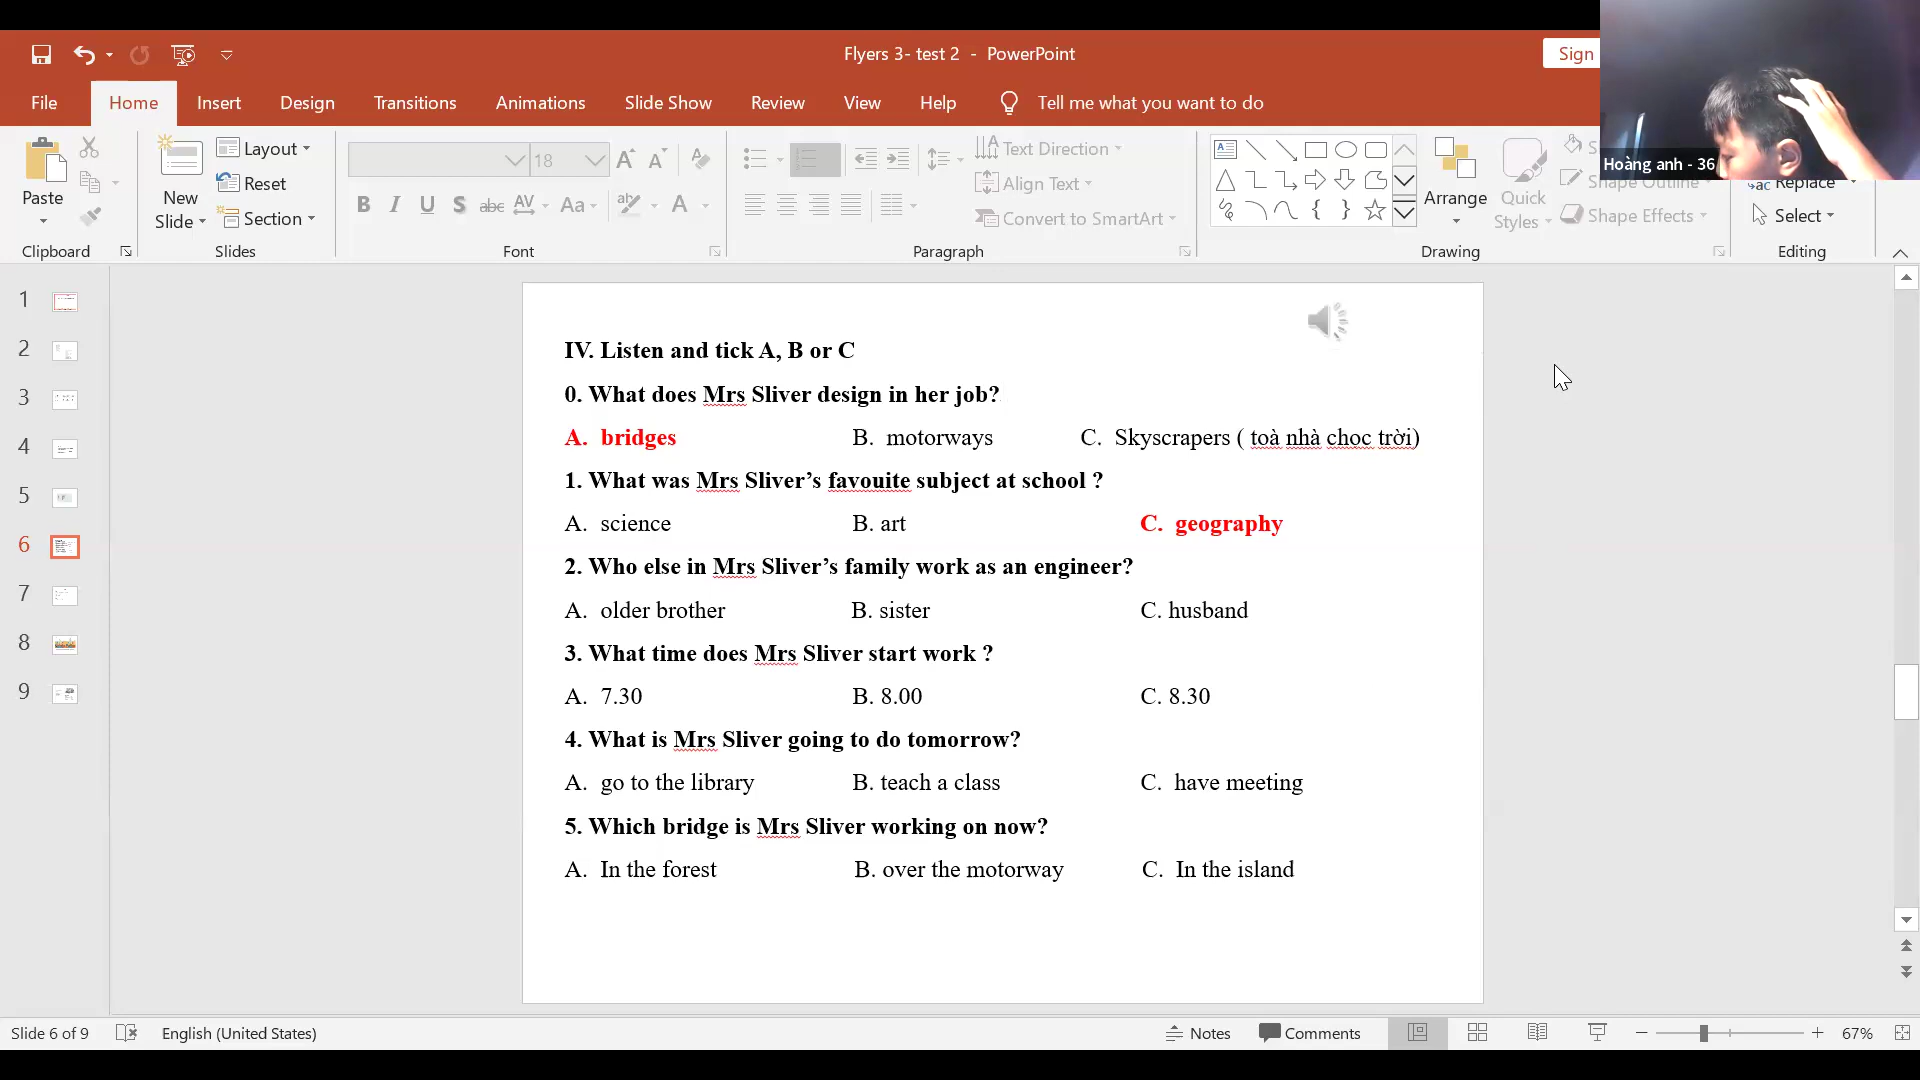 Flyers 3- test 2 - PowerPoint
Sign
File Home Insert Design Transitions Animations Slide Show Review View Help Tell me what you want to do
Paste
Clipboard
New
Slide
Layout
Reset
Section
Slides
18
Font
Text Direction
Align Text
Convert to SmartArt
Paragraph
Arrange
Quick
Styles
Shape Outline
Shape Effects
Drawing
Replace
Select
Editing
Hoàng anh - 36
1
2
3
4
5
6
7
8
9
IV. Listen and tick A, B or C
0. What does Mrs Sliver design in her job?
A. bridges B. motorways C. Skyscrapers ( toà nhà chọc trời)
1. What was Mrs Sliver’s favouite subject at school ?
A. science B. art C. geography
2. Who else in Mrs Sliver’s family work as an engineer?
A. older brother B. sister C. husband
3. What time does Mrs Sliver start work ?
A. 7.30 B. 8.00 C. 8.30
4. What is Mrs Sliver going to do tomorrow?
A. go to the library B. teach a class C. have meeting
5. Which bridge is Mrs Sliver working on now?
A. In the forest B. over the motorway C. In the island
Slide 6 of 9 English (United States) Notes Comments 67%